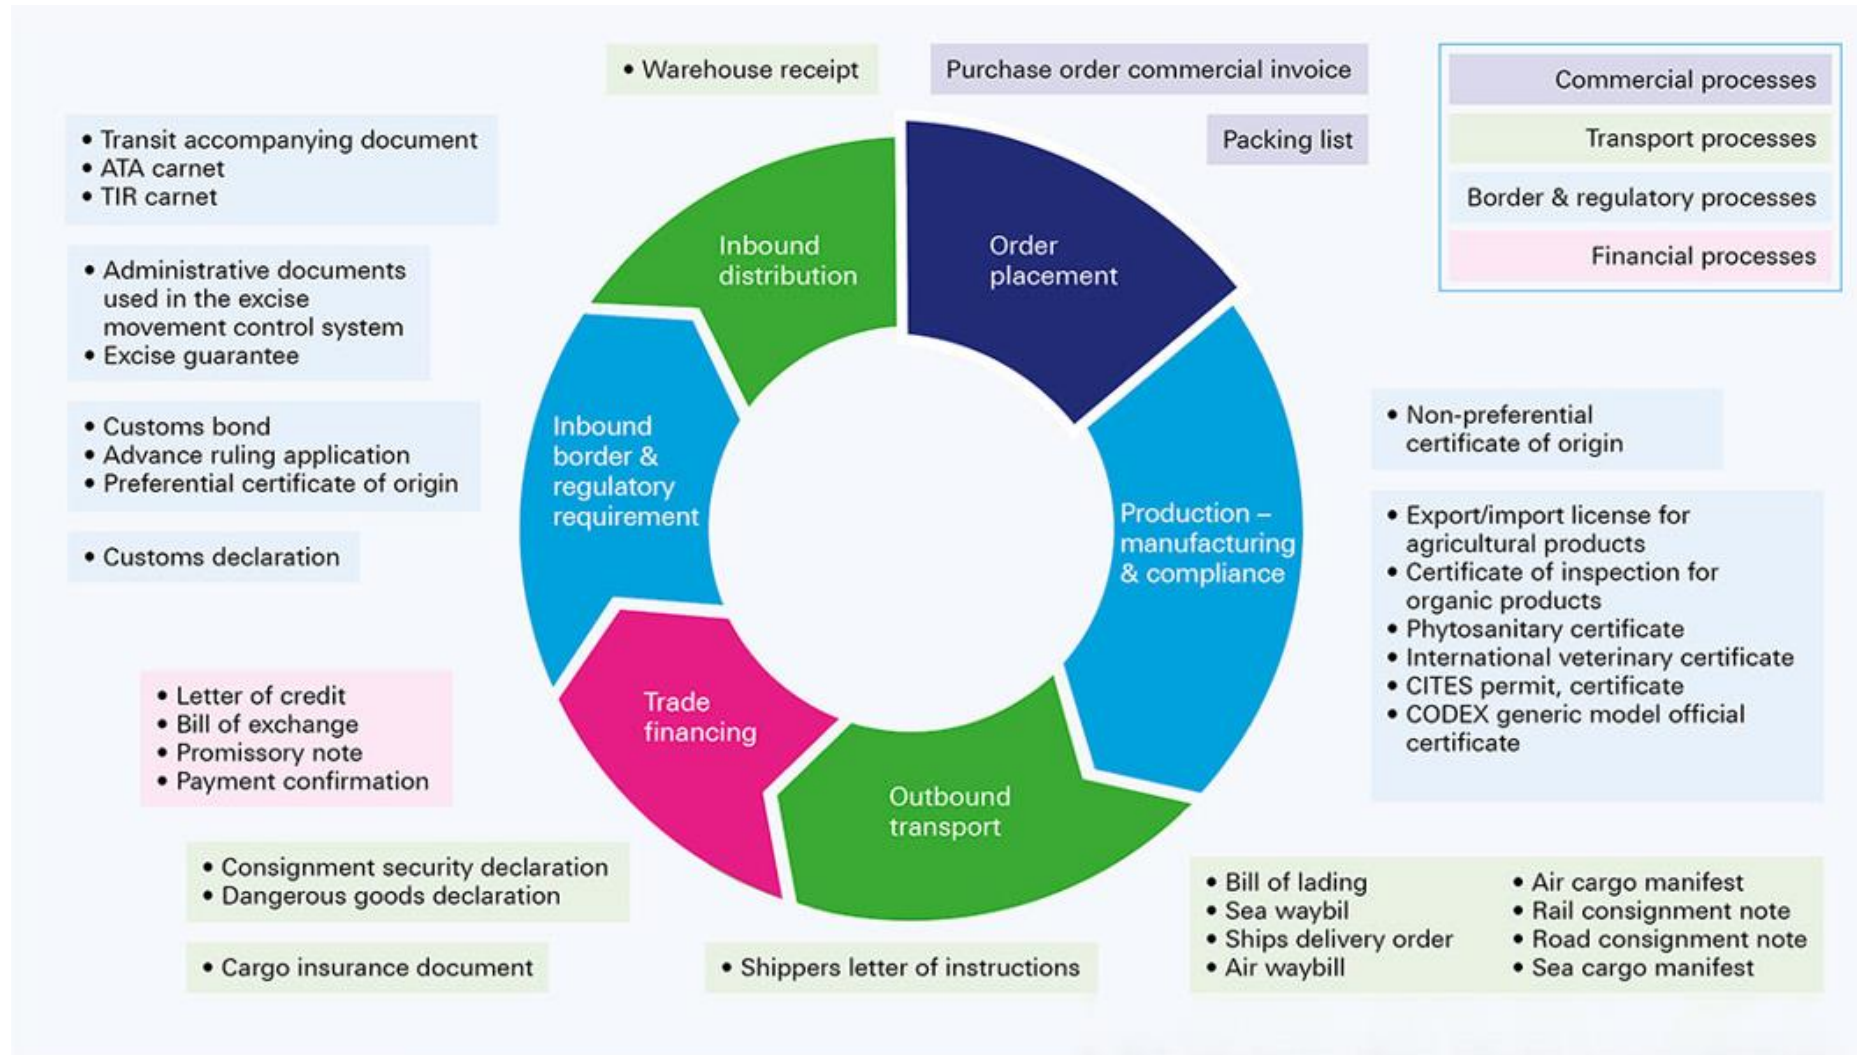 • Warehouse receipt
Purchase order commercial invoice
Packing list
Commercial processes
Transport processes
Border & regulatory processes
Financial processes
• Transit accompanying document
• ATA carnet
• TIR carnet
• Administrative documents
used in the excise
movement control system
• Excise guarantee
• Customs bond
• Advance ruling application
• Preferential certificate of origin
• Customs declaration
Inbound
distribution
Order
placement
Inbound
border &
regulatory
requirement
Production –
manufacturing
& compliance
Trade
financing
Outbound
transport
• Non-preferential
certificate of origin
• Export/import license for
agricultural products
• Certificate of inspection for
organic products
• Phytosanitary certificate
• International veterinary certificate
• CITES permit, certificate
• CODEX generic model official
certificate
• Letter of credit
• Bill of exchange
• Promissory note
• Payment confirmation
• Consignment security declaration
• Dangerous goods declaration
• Cargo insurance document
• Shippers letter of instructions
• Bill of lading
• Sea waybil
• Ships delivery order
• Air waybill
• Air cargo manifest
• Rail consignment note
• Road consignment note
• Sea cargo manifest